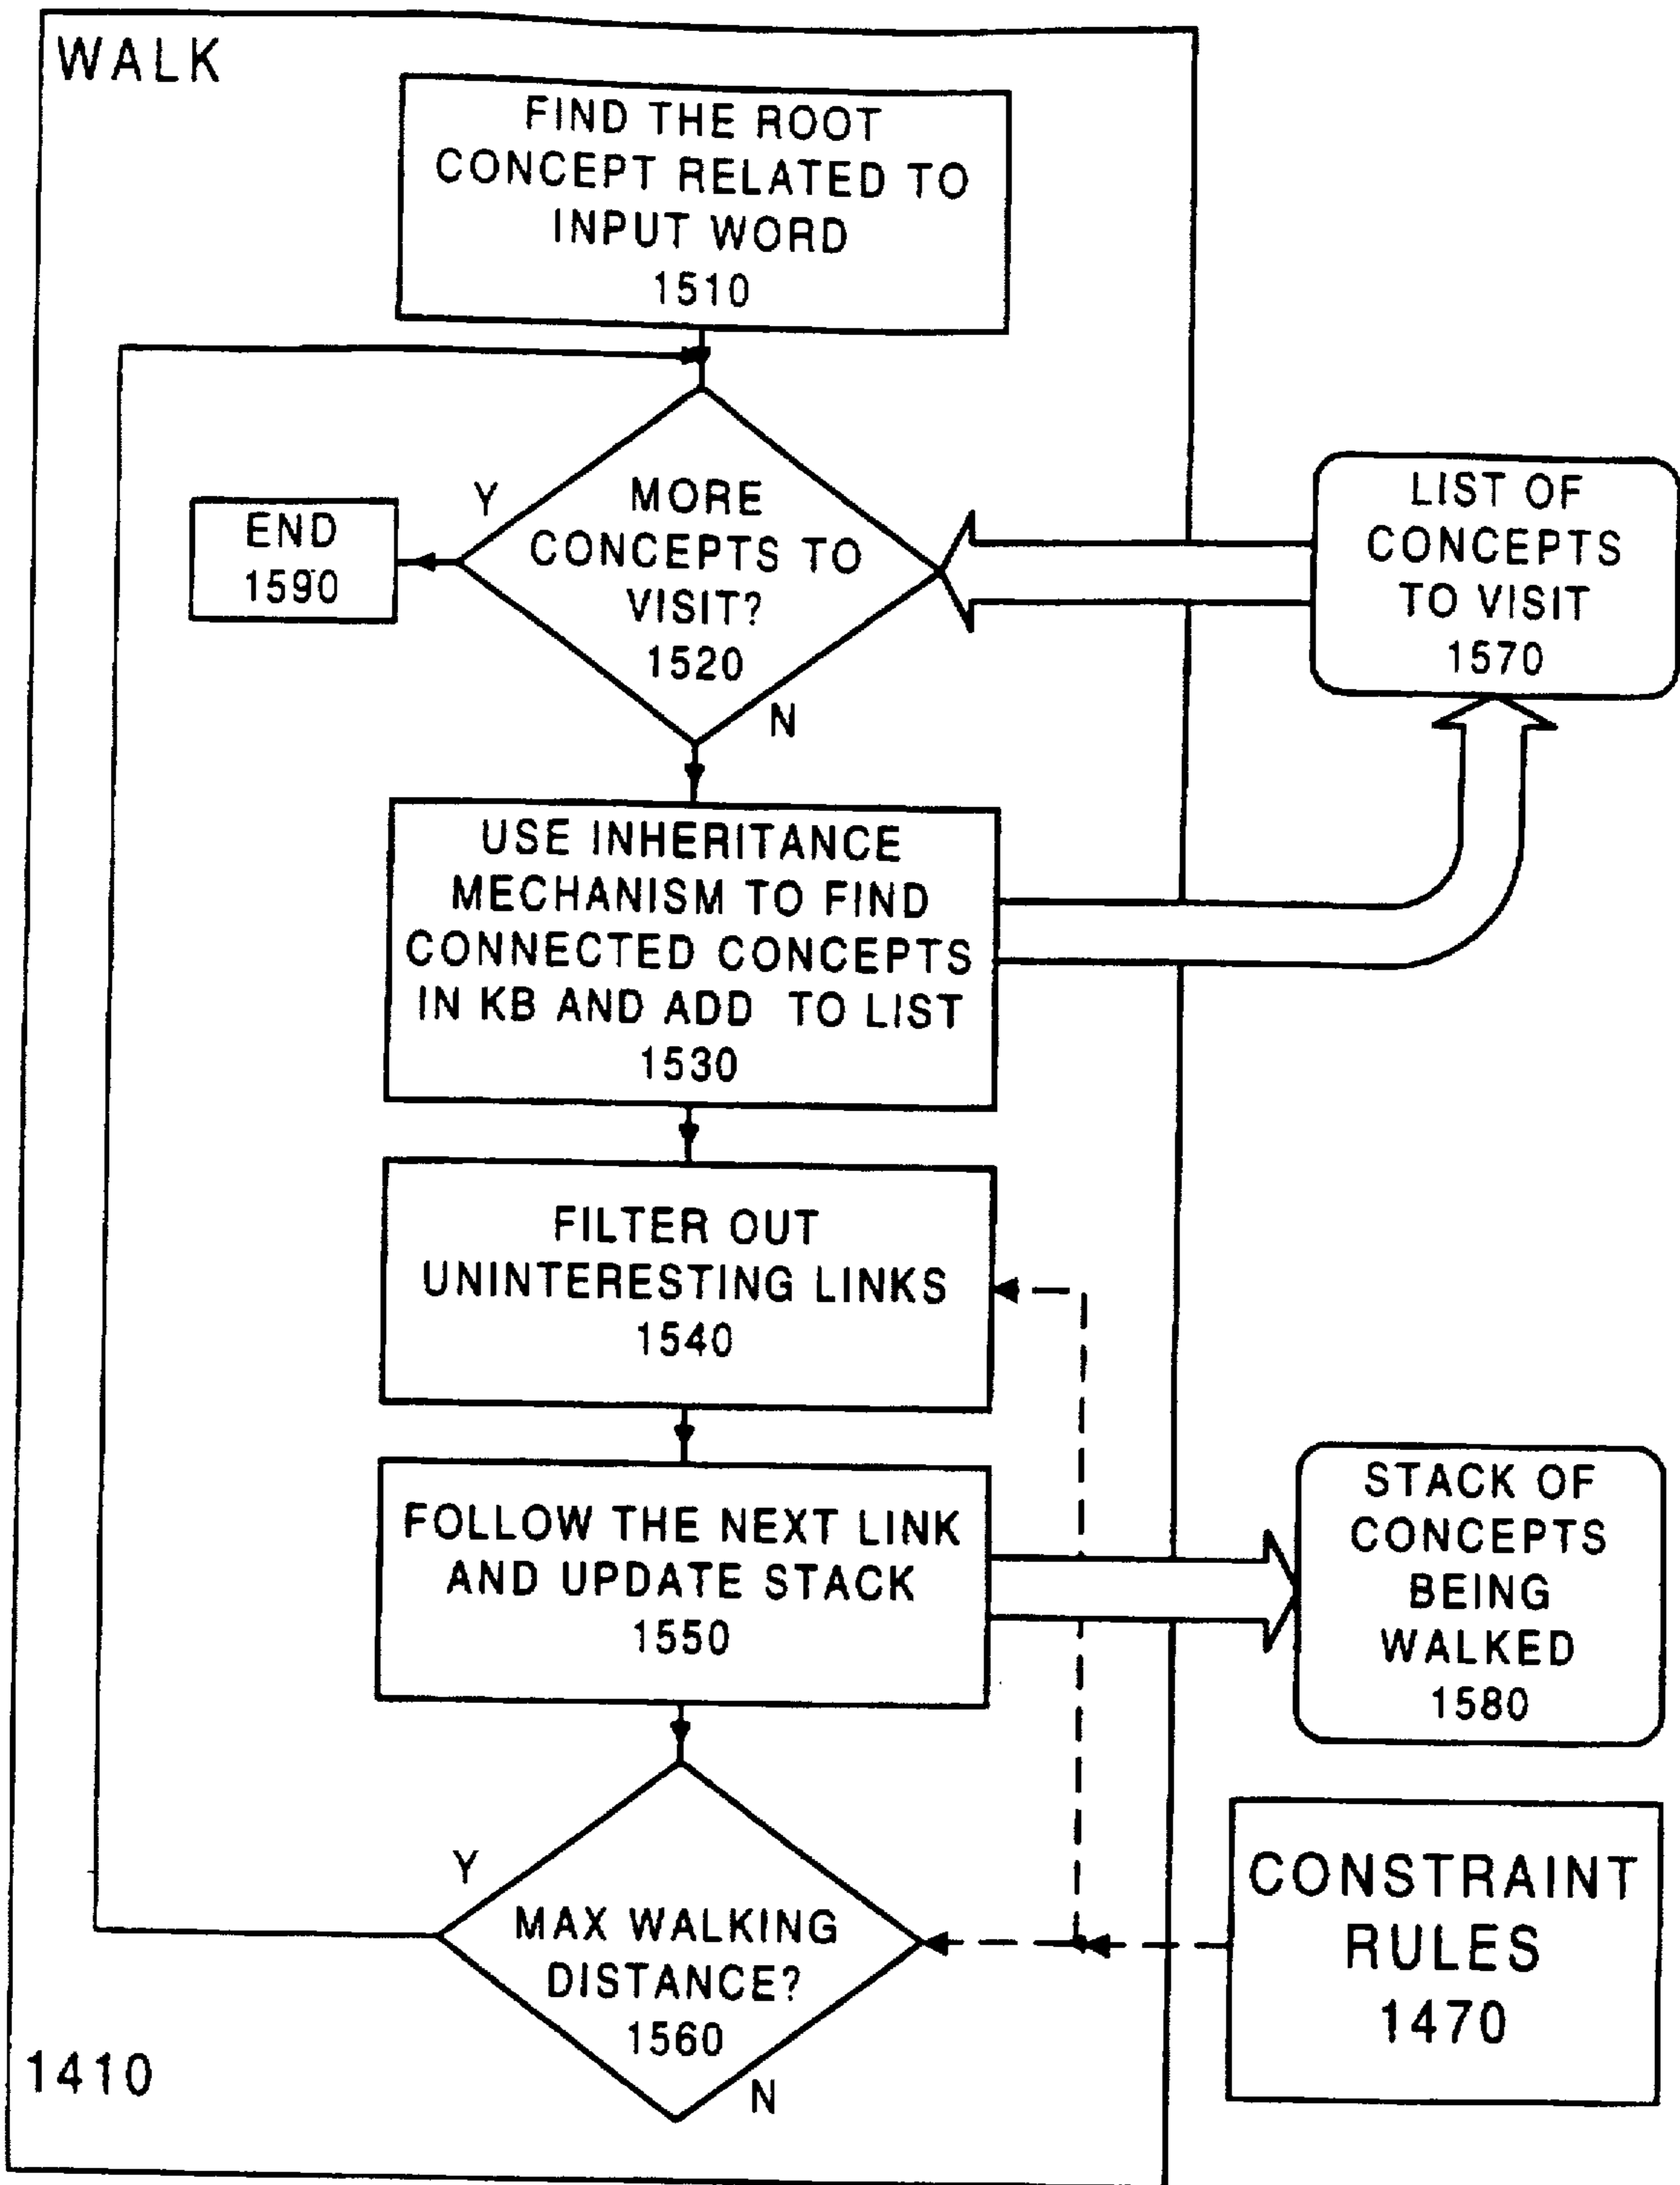 WALK
FIND THE ROOT
CONCEPT RELATED TO
INPUT WORD
1510
Y
MORE
CONCEPTS TO
VISIT?
1520
N
END
1590
LIST OF
CONCEPTS
TO VISIT
1570
USE INHERITANCE
MECHANISM TO FIND
CONNECTED CONCEPTS
IN KB AND ADD TO LIST
1530
FILTER OUT
UNINTERESTING LINKS
1540
FOLLOW THE NEXT LINK
AND UPDATE STACK
1550
STACK OF
CONCEPTS
BEING
WALKED
1580
Y
MAX WALKING
DISTANCE?
1560
N
CONSTRAINT
RULES
1470
1410